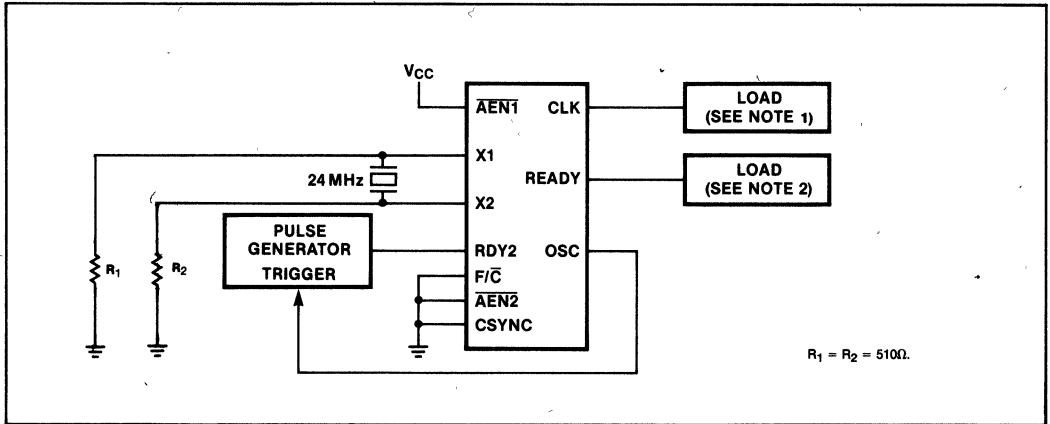 VCC
AEN1 CLK
LOAD
(SEE NOTE 1)
X1
24 MHz
READY
LOAD
(SEE NOTE 2)
X2
PULSE
GENERATOR
TRIGGER
RDY2 OSC
F/C̅
R1 R2
A̅E̅N̅2̅
CSYNC
R1 = R2 = 510Ω.